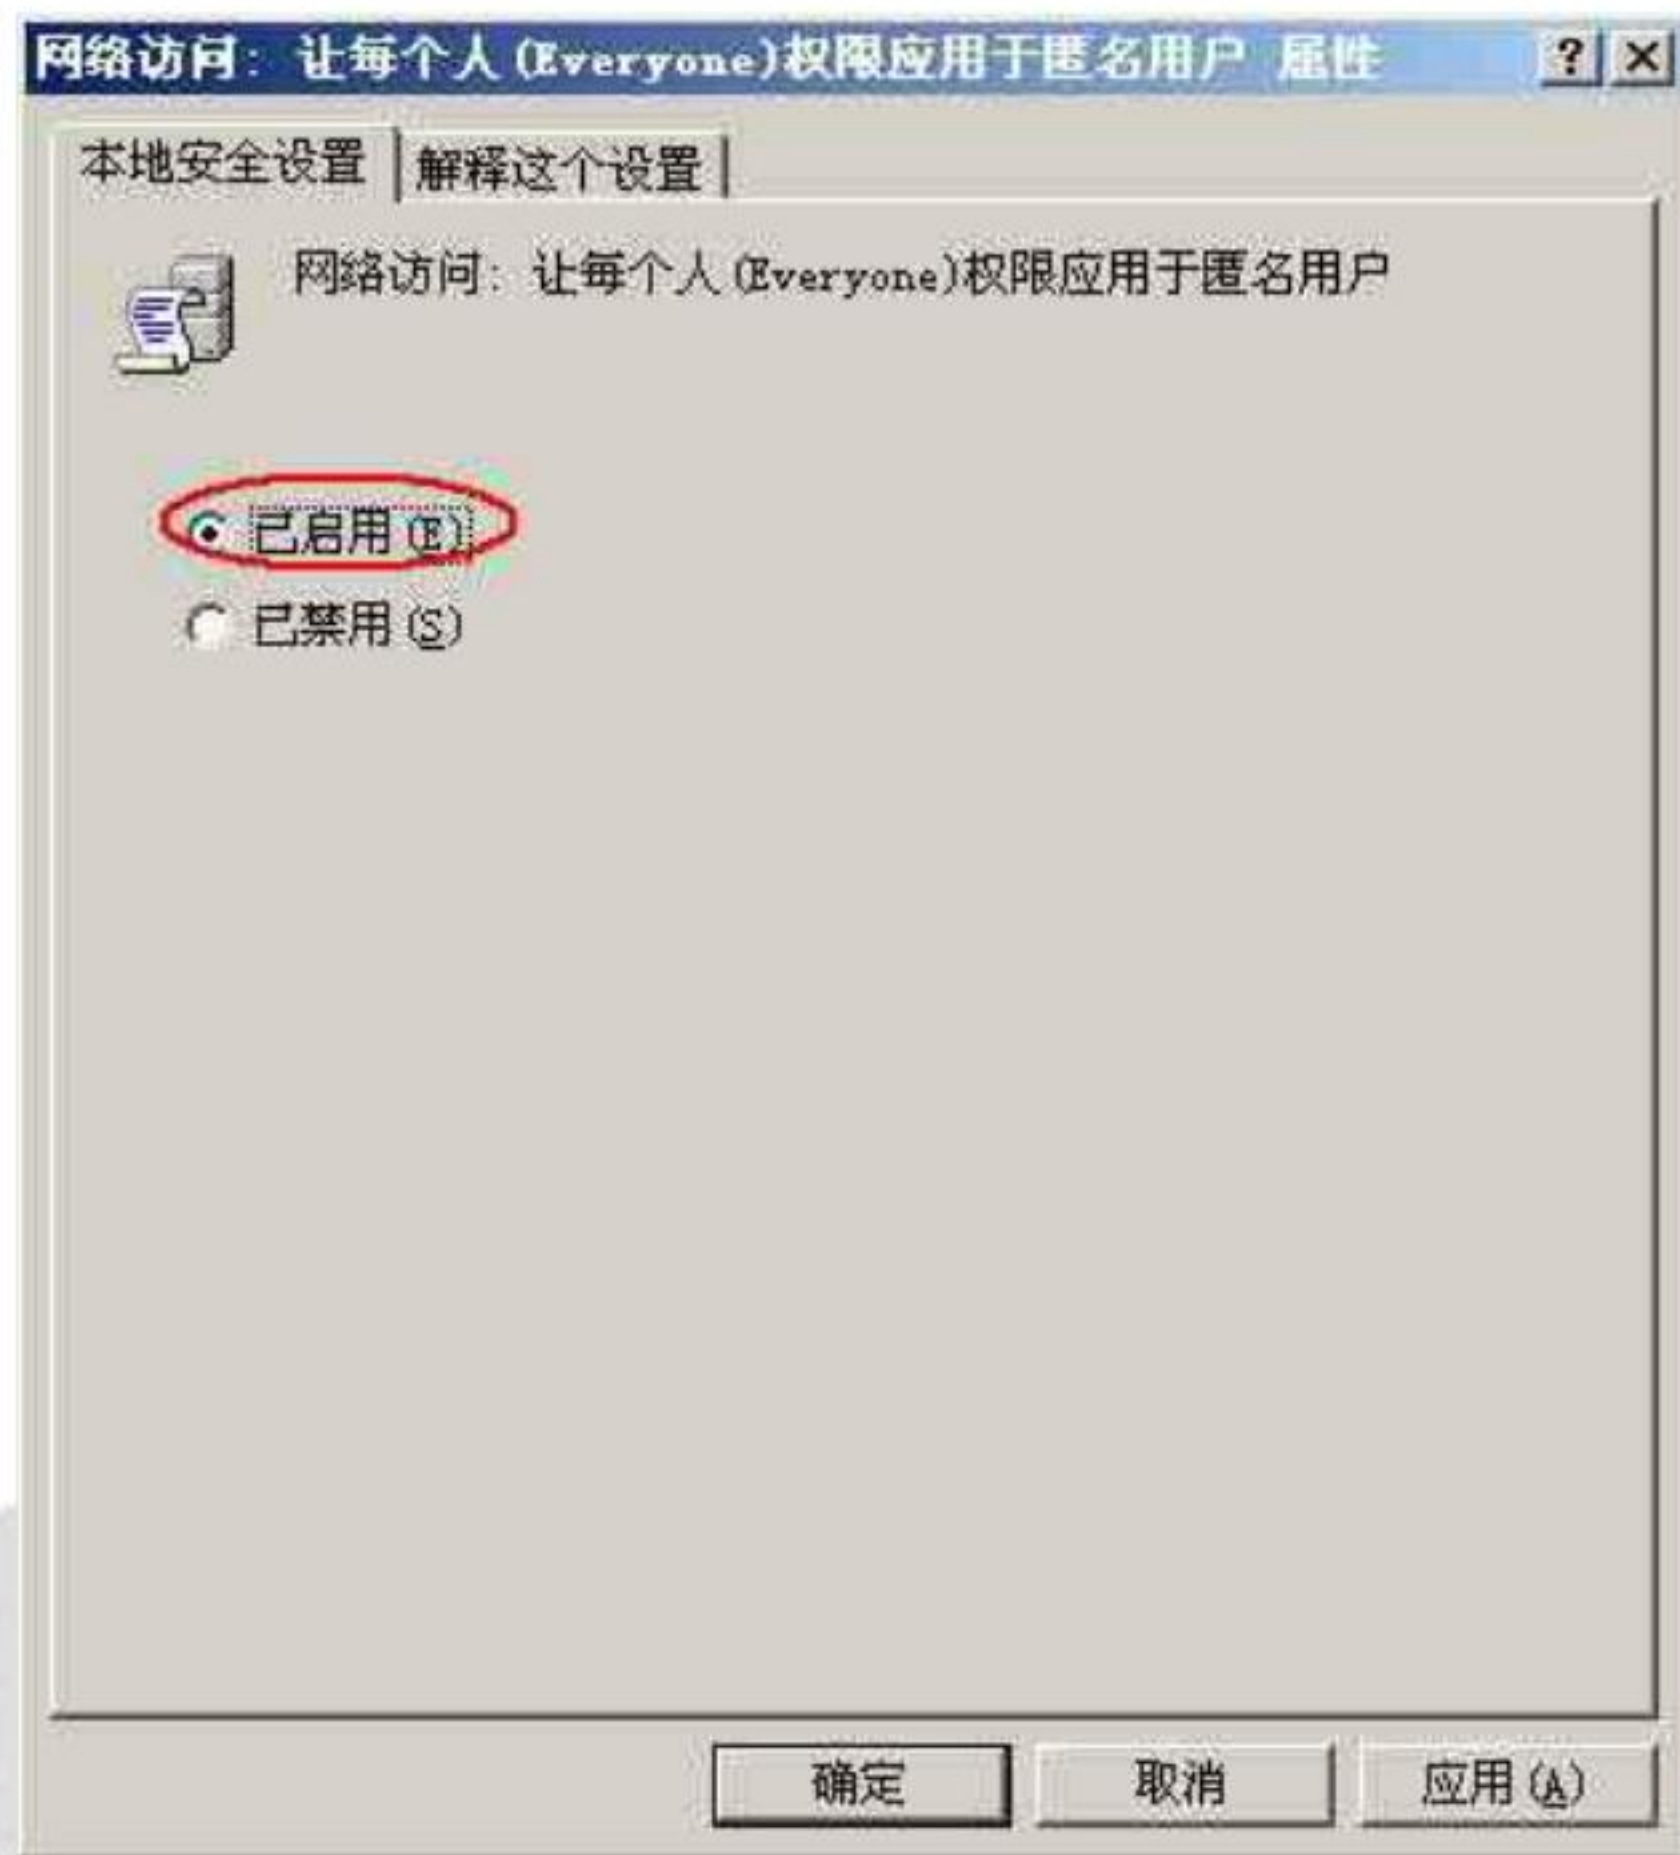 网络访问: 让每个人(Everyone)权限应用于匿名用户 属性
本地安全设置 解释这个设置
网络访问: 让每个人(Everyone)权限应用于匿名用户
已启用(E)
已禁用(S)
确定 取消 应用(A)